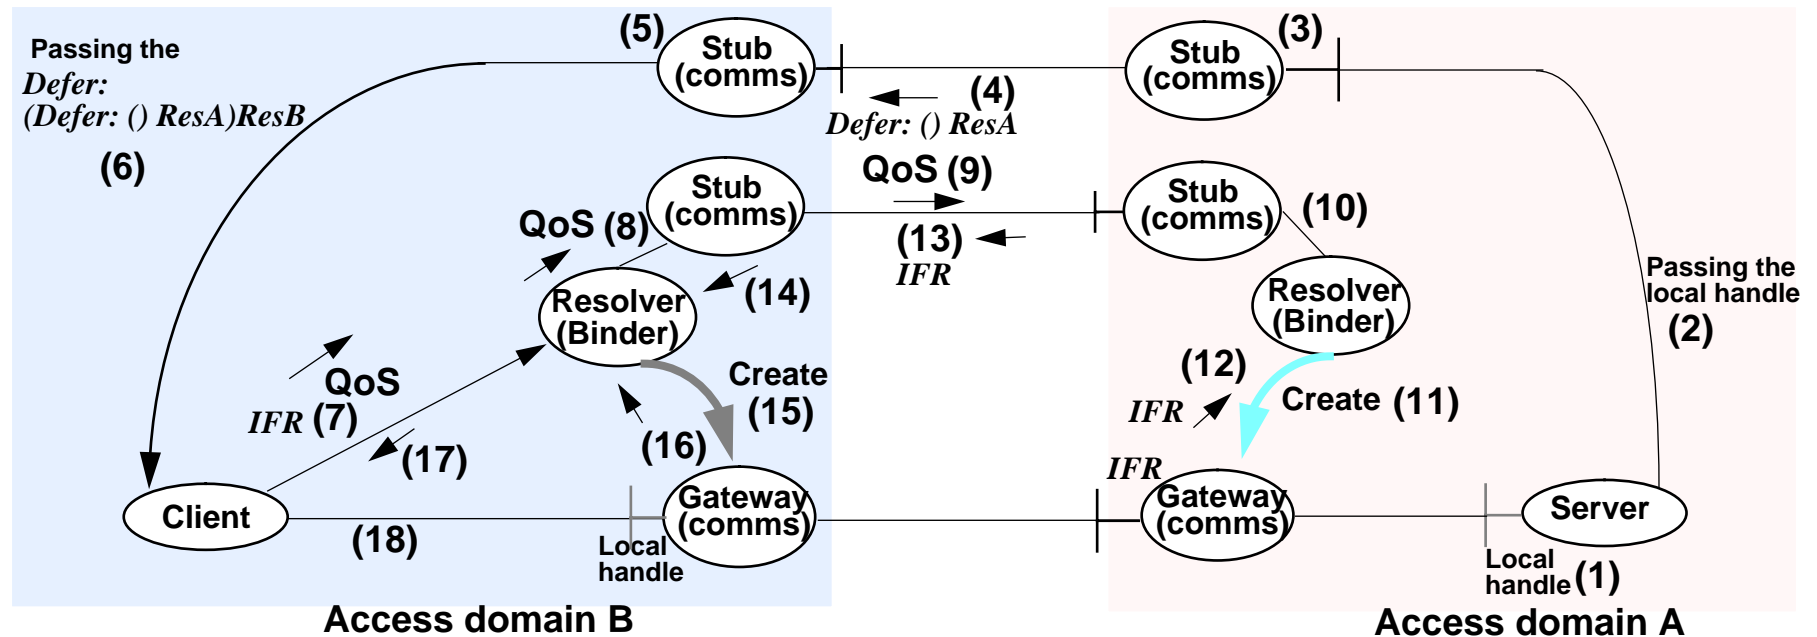 Passing the
Defer:
(Defer: () ResA)ResB
(6)
(5)
Stub
(comms)
(4)
Defer: () ResA
Stub
(comms)
(3)
QoS (9)
Stub
(comms)
QoS (8)
(13)
IFR
Stub
(comms)
(10)
Resolver
(Binder)
(14)
Resolver
(Binder)
Passing the
local handle
(2)
QoS
IFR (7)
(17)
Create
(15)
(16)
(12)
IFR
Create (11)
IFR
Client
(18)
Gateway
(comms)
Local
handle
Gateway
(comms)
Server
Local
handle (1)
Access domain B
Access domain A